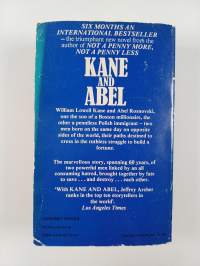 SIX MONTHS AN
INTERNATIONAL BESTSELLER
– the triumphant new novel from the
author of NOT A PENNY MORE,
NOT A PENNY LESS
KANE
AND
ABEL
William Lowell Kane and Abel Rosnovski,
one the son of a Boston millionaire, the
other a penniless Polish immigrant – two
men born on the same day on opposite
sides of the world, their paths destined to
cross in the ruthless struggle to build a
fortune.
The marvellous story, spanning 60 years, of
two powerful men linked by an all
consuming hatred, brought together by fate
to save . . . and destroy . . . each other.
'With KANE AND ABEL, Jeffrey Archer
ranks in the top ten storytellers in the
world'.
Los Angeles Times